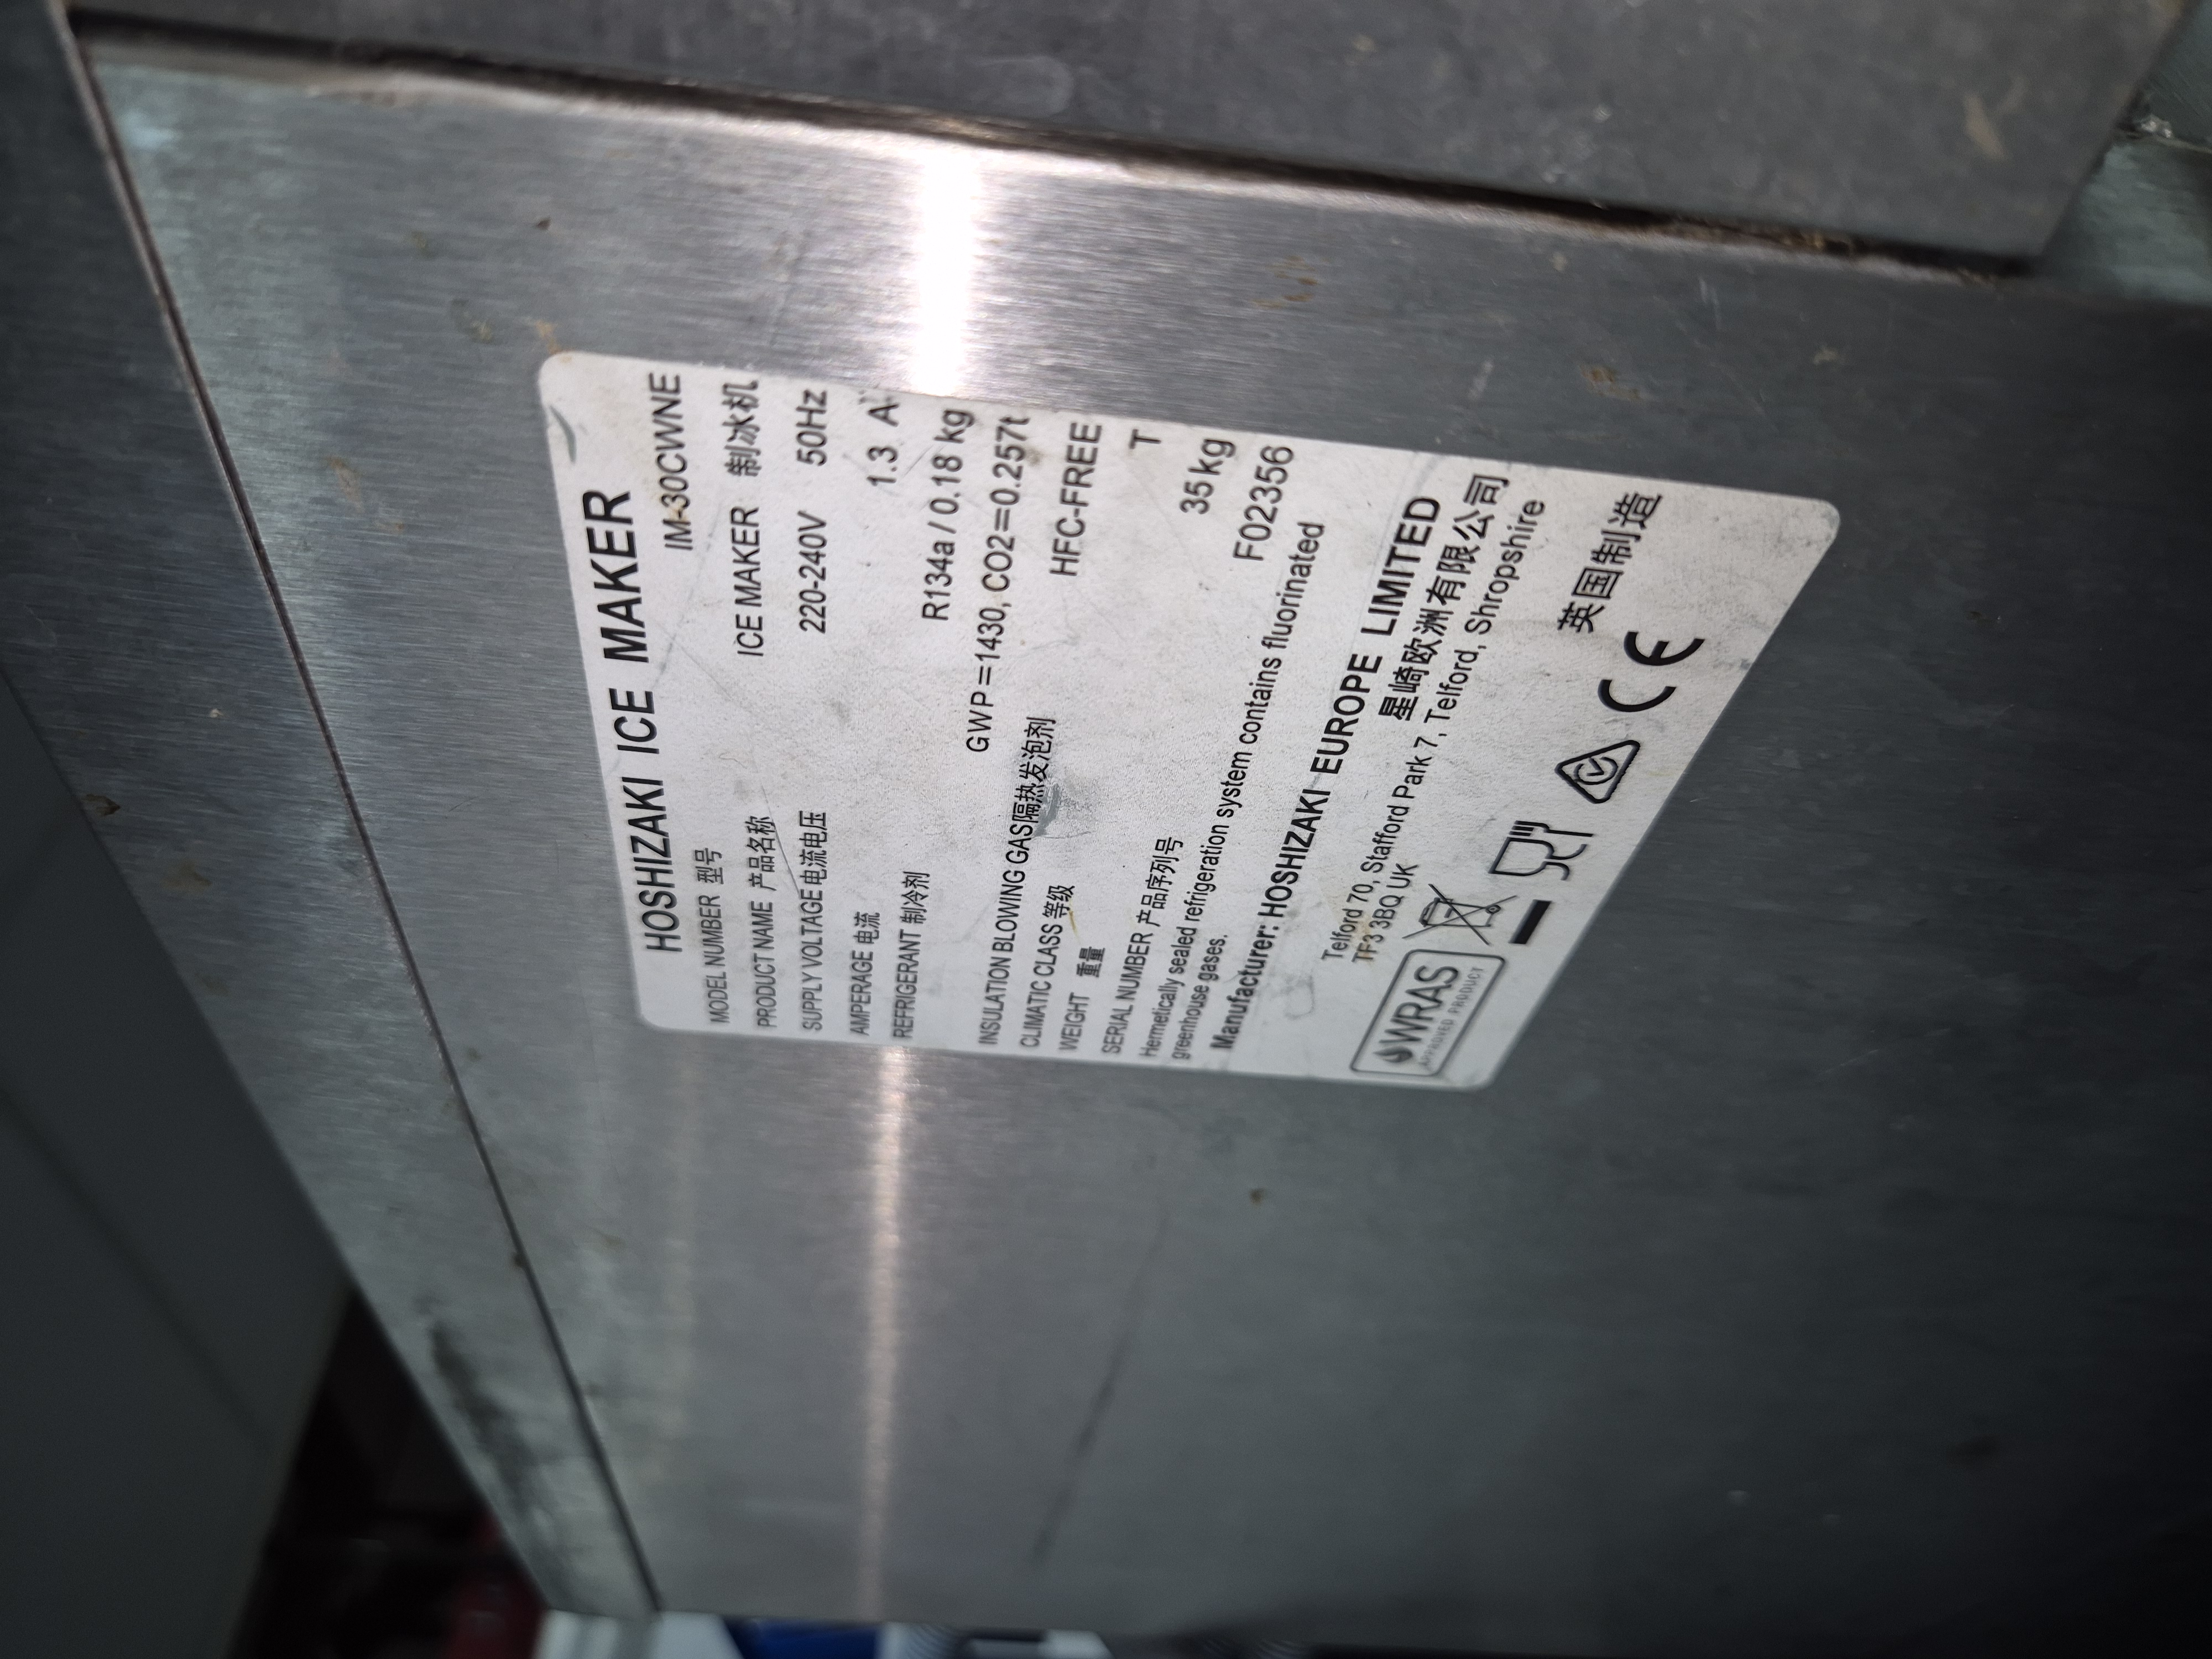 HOSHIZAKI ICE MAKER
MODEL NUMBER 型号 IM-30CWNE
PRODUCT NAME 产品名称 ICE MAKER 制冰机
SUPPLY VOLTAGE 电流电压 220-240V 50Hz
AMPERAGE 电流 1.3 A
REFRIGERANT 制冷剂 R134a / 0.18 kg
GWP=1430, CO2=0.257t
INSULATION BLOWING GAS隔热发泡剂 HFC-FREE
CLIMATIC CLASS 等级 T
WEIGHT 重量 35 kg
SERIAL NUMBER 产品序列号 F02356
Hermetically sealed refrigeration system contains fluorinated
greenhouse gases.
Manufacturer: HOSHIZAKI EUROPE LIMITED
星崎欧洲有限公司
Telford 70, Stafford Park 7, Telford, Shropshire
TF3 3BQ UK
WRAS
APPROVED PRODUCT
CE
英国制造